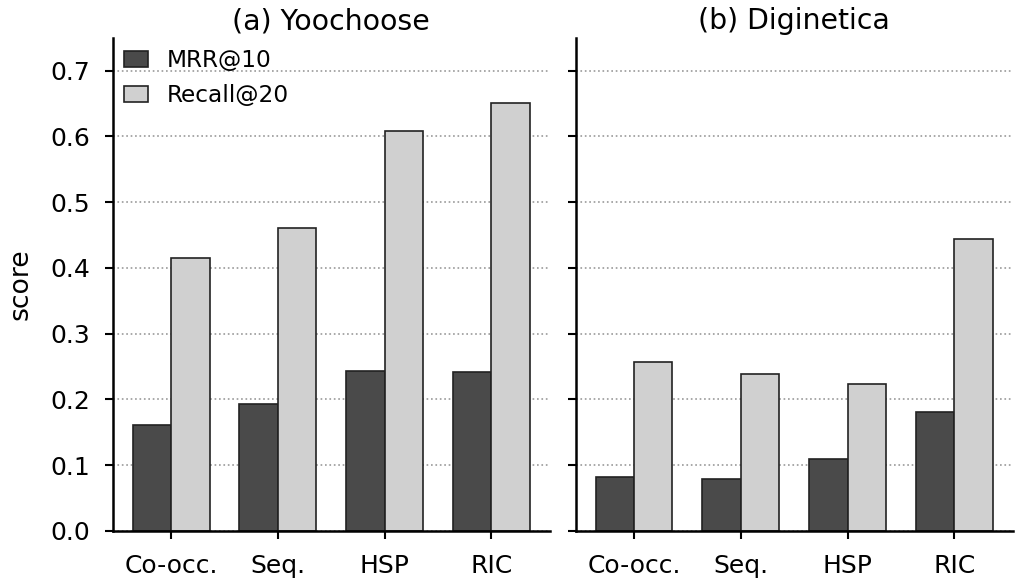 (a) Yoochoose
(b) Diginetica
MRR@10
Recall@20
score
0.7
0.6
0.5
0.4
0.3
0.2
0.1
0.0
Co-occ. Seq. HSP RIC
Co-occ. Seq. HSP RIC